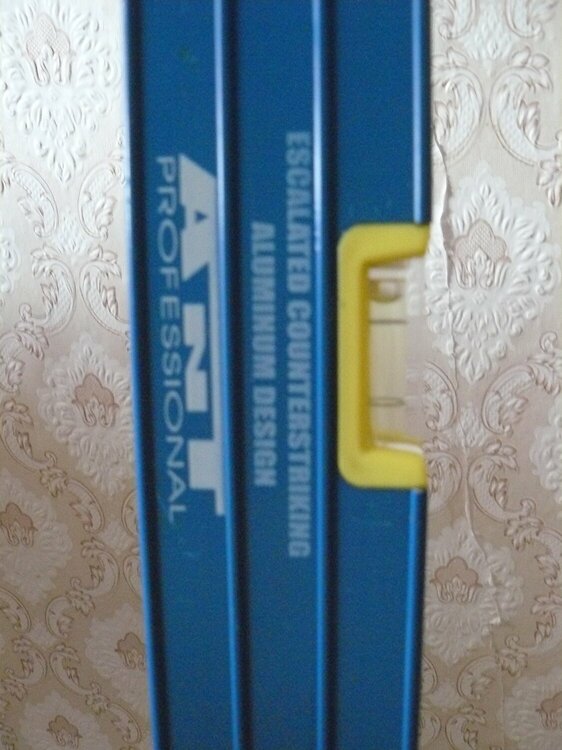 ANT
PROFESSIONAL
ESCALATED COUNTERSTRIKING
ALUMINUM DESIGN